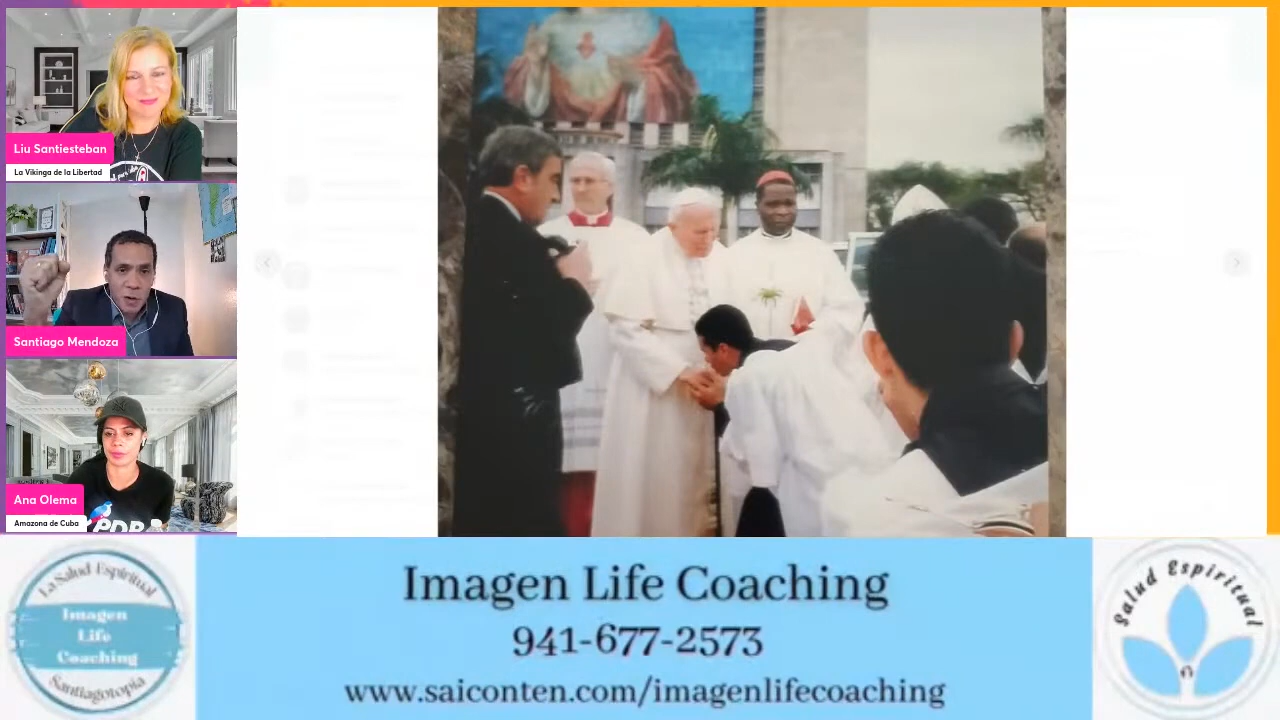 Liu Santiesteban
La Vikinga de la Libertad
Santiago Mendoza
Ana Olema
Amazona de Cuba
PDP
La Salud Espiritual
Imagen
Life
Coaching
Santiagotopia
Imagen Life Coaching
941-677-2573
www.saiconten.com/imagenlifecoaching
Salud Espiritual